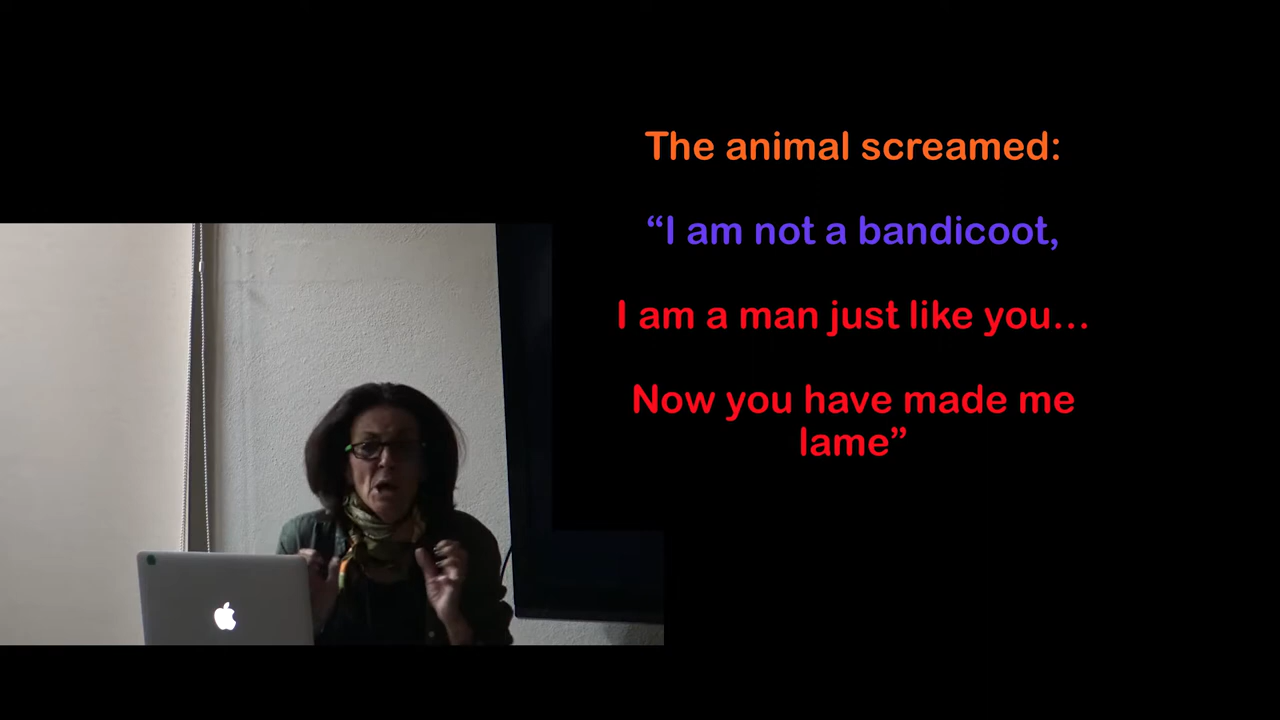 The animal screamed:
“I am not a bandicoot,
I am a man just like you…
Now you have made me
lame”